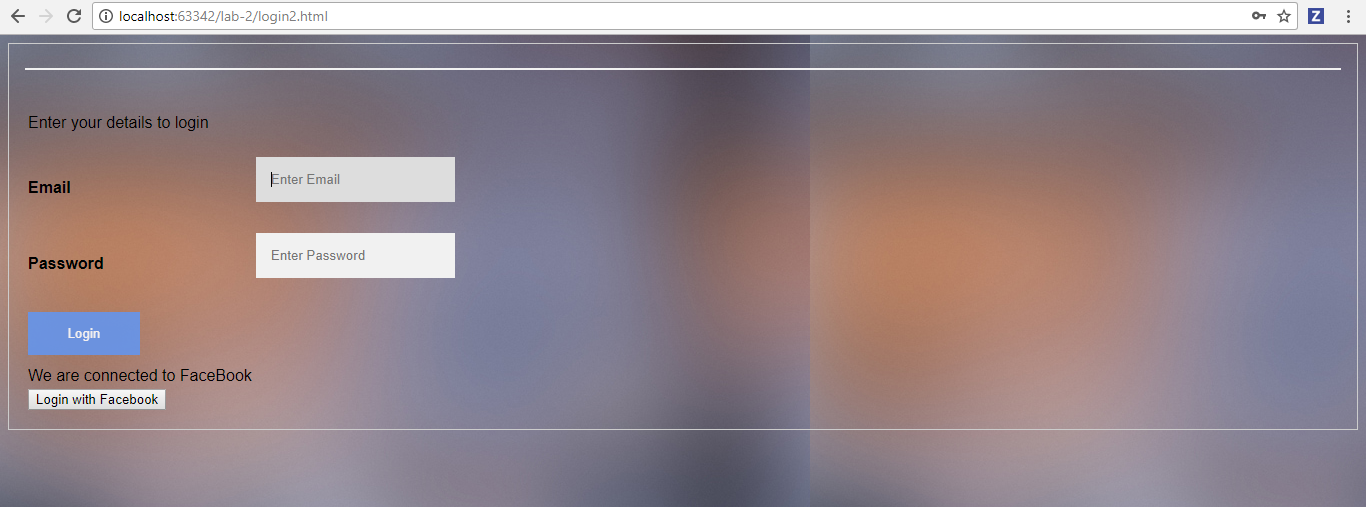 localhost:63342/lab-2/login2.html
Z
Enter your details to login
Email
Enter Email
Password
Enter Password
Login
We are connected to FaceBook
Login with Facebook